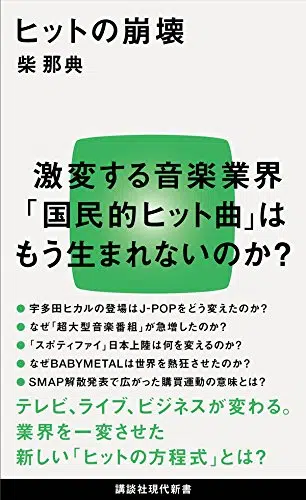 ヒットの崩壊
柴 那典
激変する音楽業界
「国民的ヒット曲」は
もう生まれないのか?
● 宇多田ヒカルの登場はJ-POPをどう変えたのか?
● なぜ「超大型音楽番組」が急増したのか?
● 「スポティファイ」日本上陸は何を変えるのか?
● なぜBABYMETALは世界を熱狂させたのか?
● SMAP解散発表で広がった購買運動の意味とは?
テレビ、ライブ、ビジネスが変わる。
業界を一変させた
新しい「ヒットの方程式」とは?
講談社現代新書